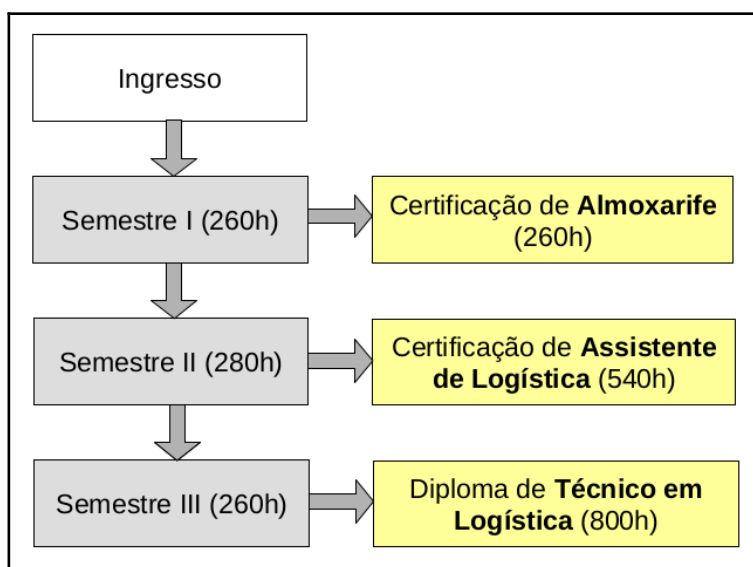 Ingresso
Semestre I (260h)
Certificação de Almoxarife
(260h)
Semestre II (280h)
Certificação de Assistente
de Logística (540h)
Semestre III (260h)
Diploma de Técnico em
Logística (800h)